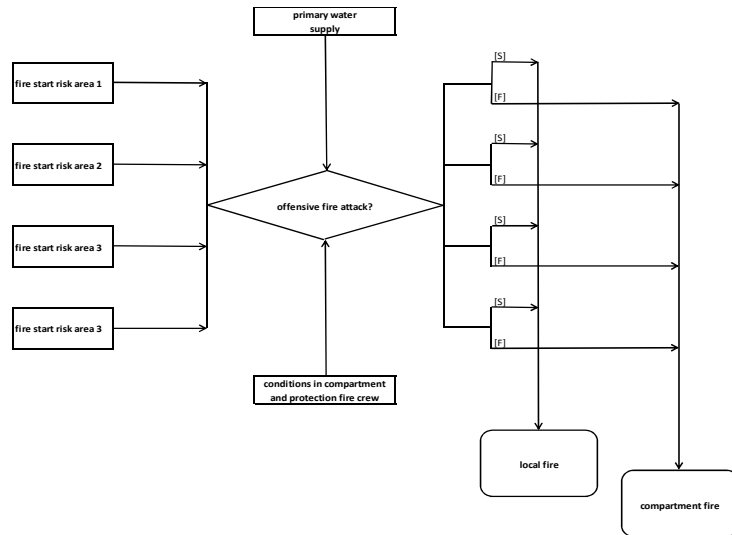 primary water
supply
fire start risk area 1
fire start risk area 2
fire start risk area 3
fire start risk area 3
offensive fire attack?
conditions in compartment
and protection fire crew
[S]
[F]
[S]
[F]
[S]
[F]
[S]
[F]
local fire
compartment fire